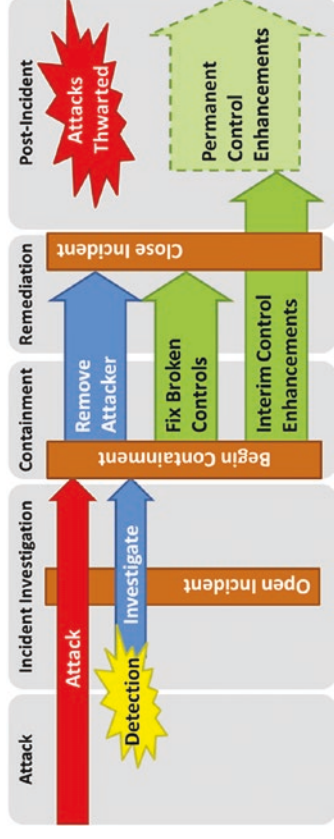 Attack
Incident Investigation
Containment
Remediation
Post-Incident
Attack
Detection
Investigate
Open Incident
Begin Containment
Remove
Attacker
Fix Broken
Controls
Interim Control
Enhancements
Close Incident
Attacks
Thwarted
Permanent
Control
Enhancements